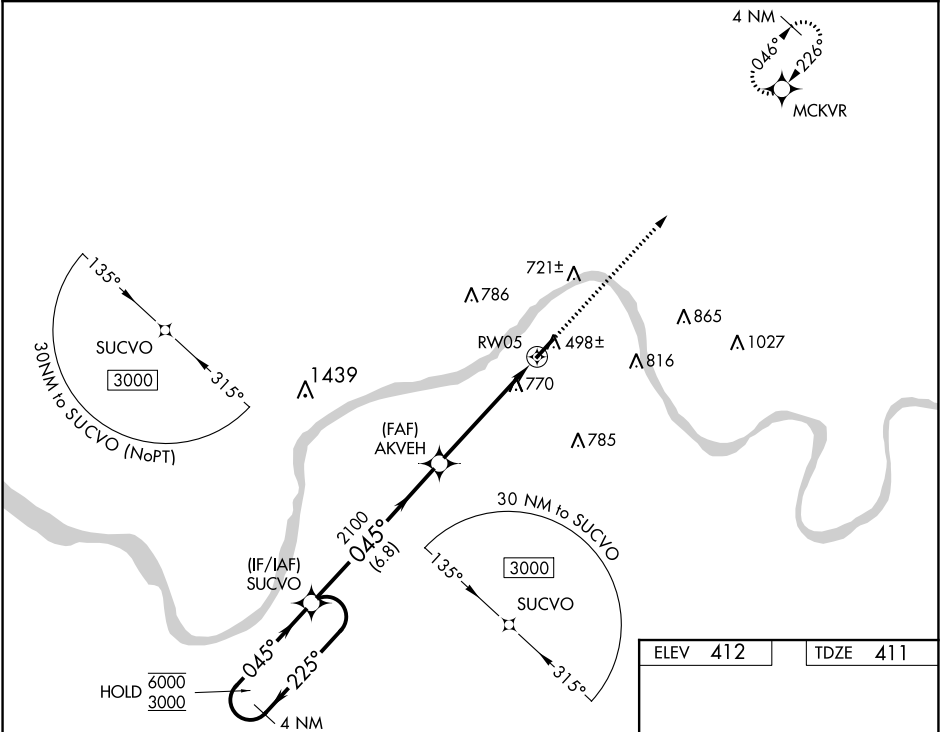 4 NM
046°
226°
MCKVR
135°
SUCVO
3000
315°
30NM to SUCVO (NoPT)
721±
786
865
RW05
498±
1027
816
1439
770
(FAF)
AKVEH
785
2100
045°
(6.8)
30 NM to SUCVO
135°
3000
SUCVO
315°
(IF/IAF)
SUCVO
045°
225°
HOLD 6000
3000
4 NM
ELEV 412
TDZE 411